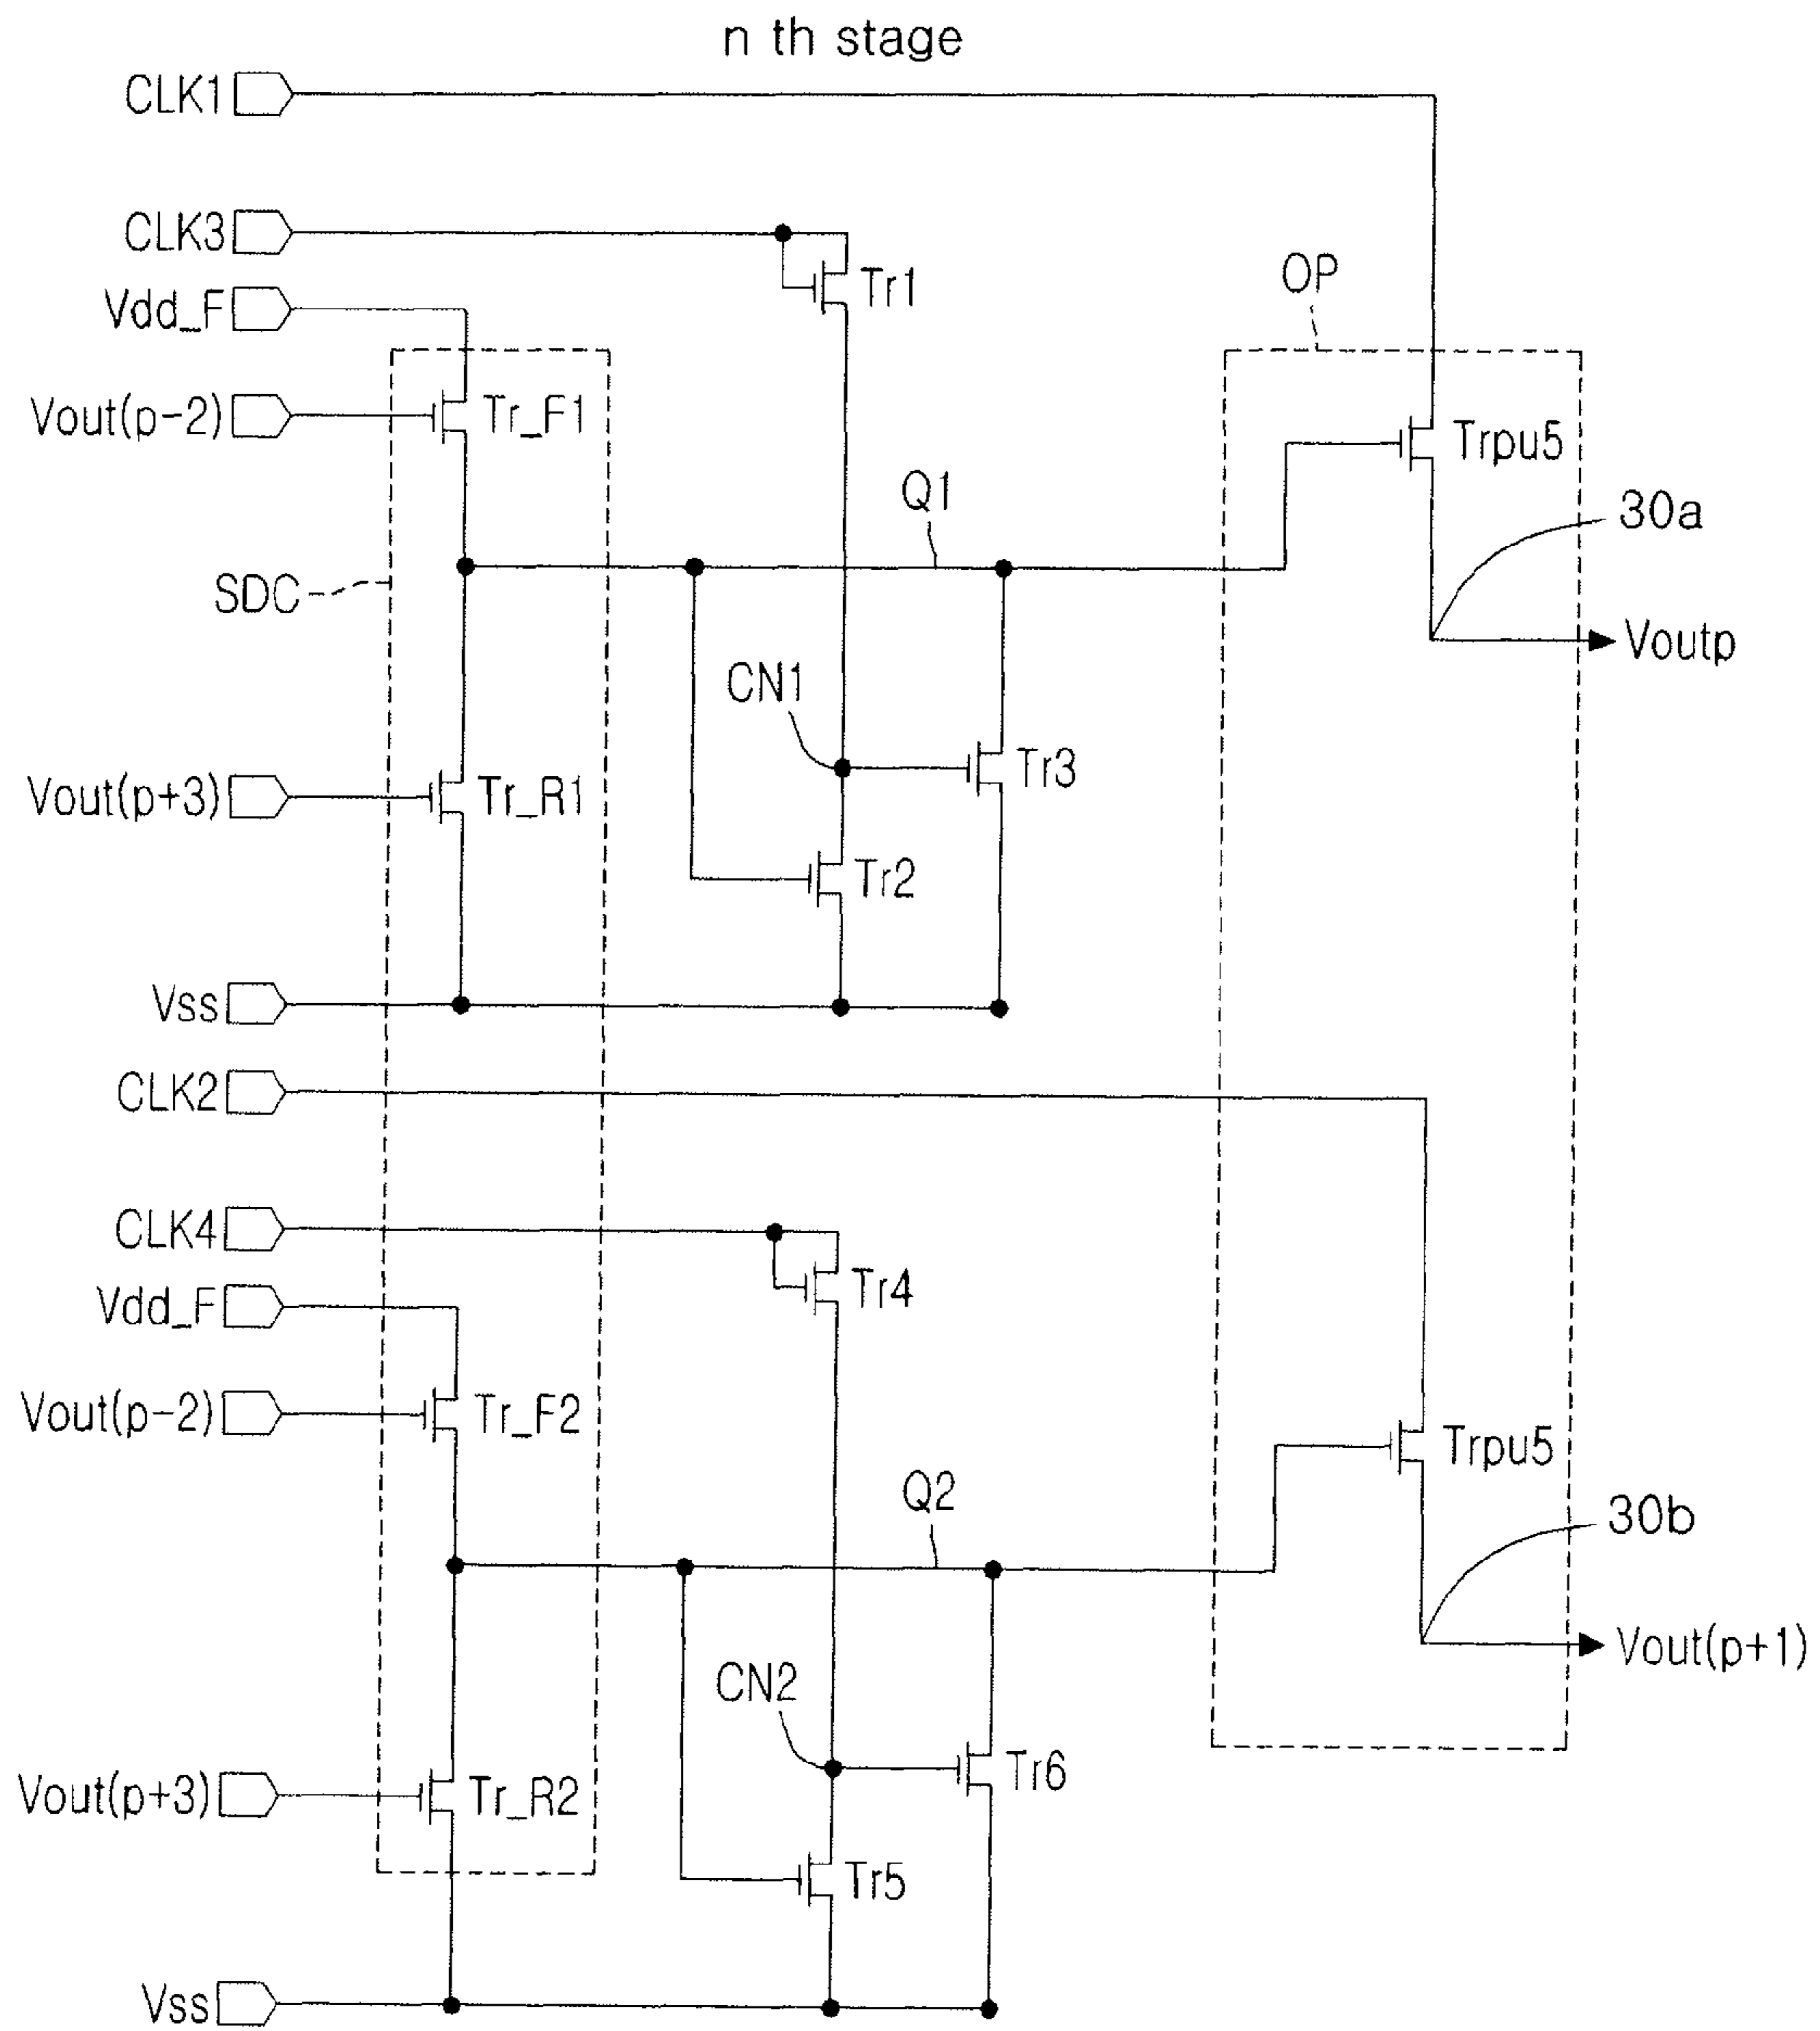 n th stage
CLK1
CLK3
Tr1
OP
Vdd_F
Vout(p-2)
Tr_F1
Trpu5
Q1
30a
SDC
Voutp
CN1
Vout(p+3)
Tr_R1
Tr3
Tr2
Vss
CLK2
CLK4
Tr4
Vdd_F
Vout(p-2)
Tr_F2
Trpu5
Q2
30b
Vout(p+1)
CN2
Vout(p+3)
Tr_R2
Tr6
Tr5
Vss